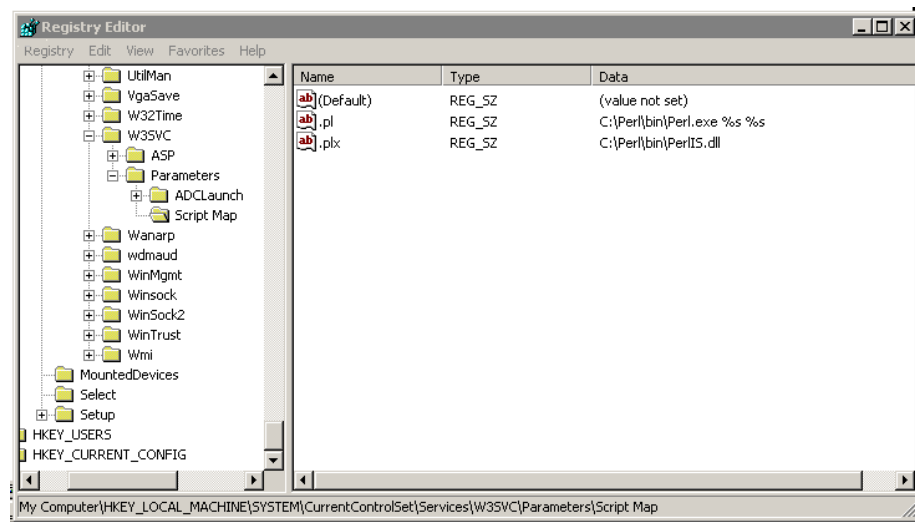 Registry Editor
Registry Edit View Favorites Help
Name Type Data
UtilMan
VgaSave
W32Time
W3SVC
ASP
Parameters
ADCLaunch
Script Map
Wanarp
wdmaud
WinMgmt
Winsock
WinSock2
WinTrust
Wmi
MountedDevices
Select
Setup
HKEY_USERS
HKEY_CURRENT_CONFIG
ab (Default) REG_SZ (value not set)
ab .pl REG_SZ C:\Perl\bin\Perl.exe %s %s
ab .plx REG_SZ C:\Perl\bin\PerlIS.dll
My Computer\HKEY_LOCAL_MACHINE\SYSTEM\CurrentControlSet\Services\W3SVC\Parameters\Script Map